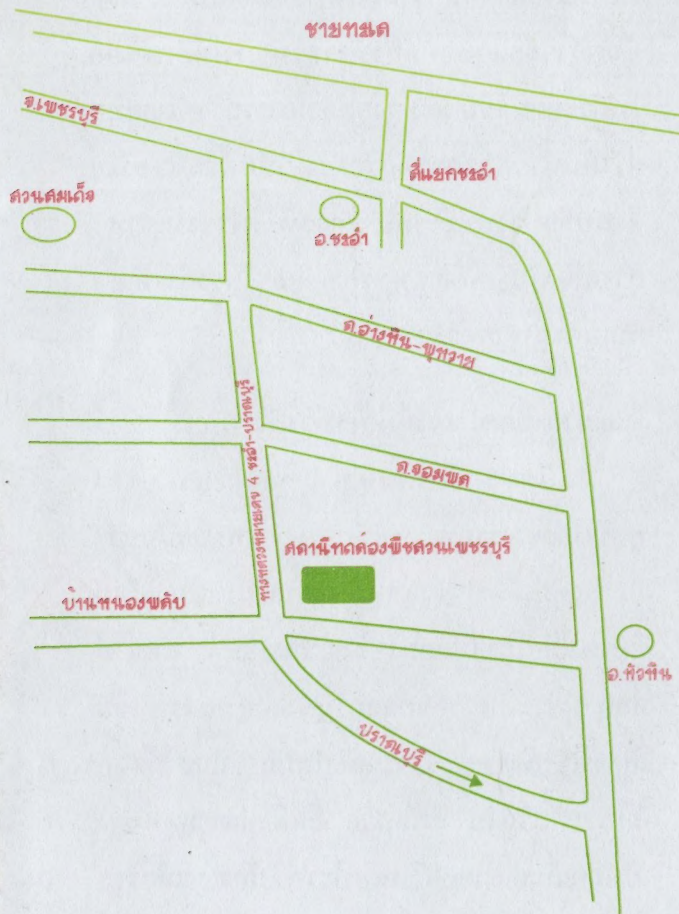 ชายทะเล
จ.เพชรบุรี
สี่แยกชะอำ
สวนสมเด็จ
อ.ชะอำ
ถ.อ่างหิน-พุหวาย
ทางหลวงหมายเลข 4 ชะอำ-ปราณบุรี
ถ.จอมพล
สถานีทดลองพืชสวนเพชรบุรี
บ้านหนองพลับ
อ.หัวหิน
ปราณบุรี